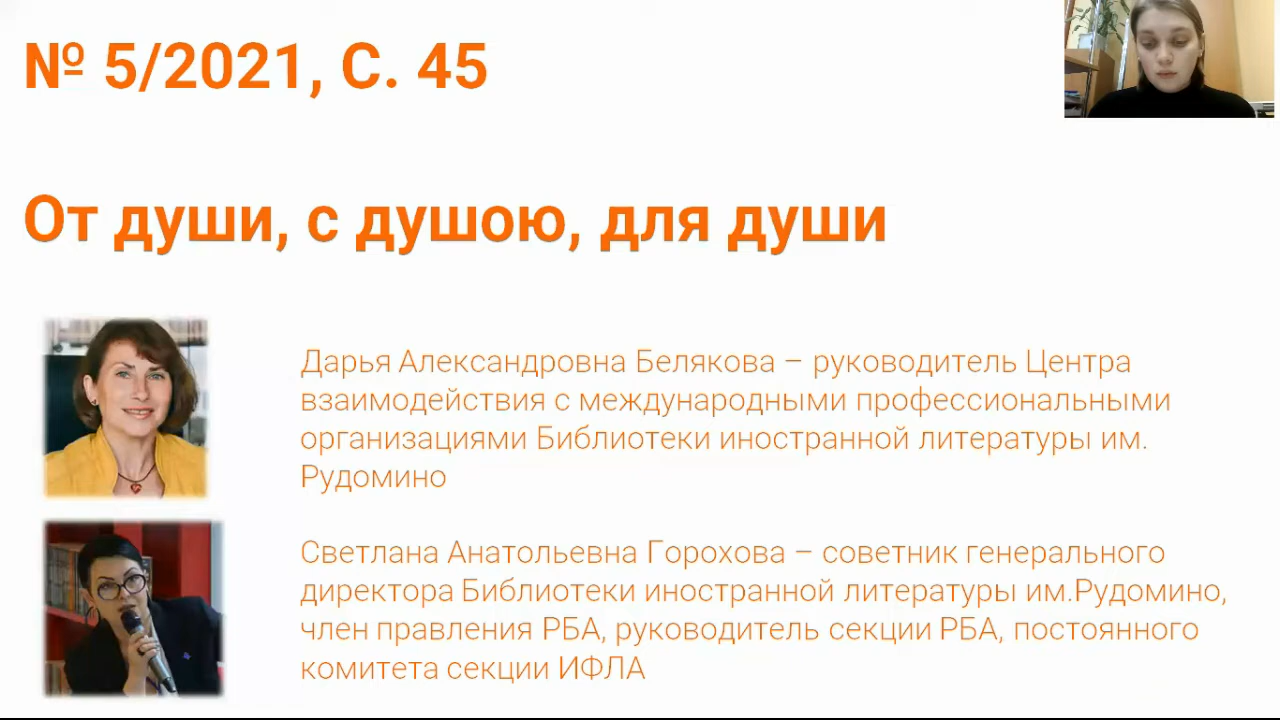 № 5/2021, С. 45
От души, с душою, для души
Дарья Александровна Белякова – руководитель Центра
взаимодействия с международными профессиональными
организациями Библиотеки иностранной литературы им.
Рудомино
Светлана Анатольевна Горохова – советник генерального
директора Библиотеки иностранной литературы им.Рудомино,
член правления РБА, руководитель секции РБА, постоянного
комитета секции ИФЛА